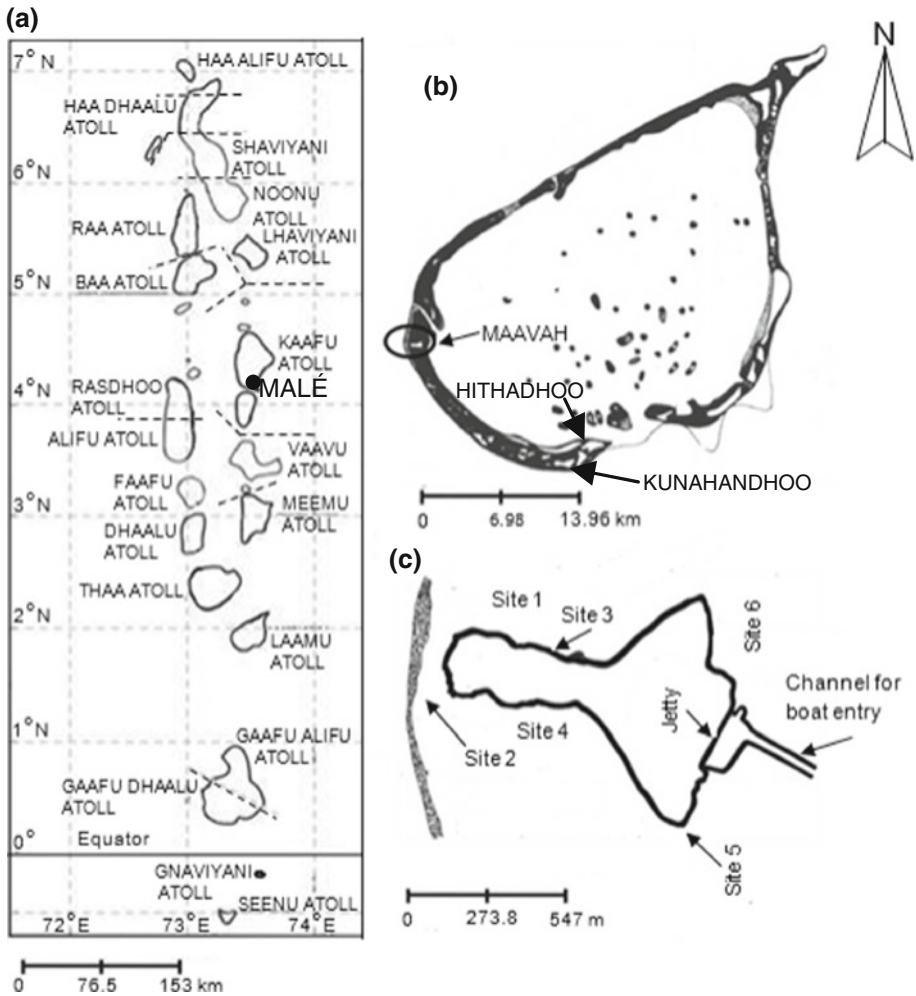 (a)
7° N
HAA ALIFU ATOLL
HAA DHAALU
ATOLL
SHAVIYANI
ATOLL
6° N
NOONU
ATOLL
RAA ATOLL
LHAVIYANI
ATOLL
BAA ATOLL
5° N
KAAFU
ATOLL
MALÉ
4° N
RASDHOO
ATOLL
ALIFU ATOLL
VAAVU
ATOLL
FAAFU
ATOLL
3° N
MEEMU
ATOLL
DHAALU
ATOLL
THAA ATOLL
2° N
LAAMU
ATOLL
1° N
GAAFU ALIFU
ATOLL
GAAFU DHAALU
ATOLL
0°
Equator
GNAVIYANI
ATOLL
SEENU ATOLL
72° E
73° E
74° E
0 76.5 153 km
(b)
N
MAAVAH
HITHADHOO
KUNAHANDHOO
0 6.98 13.96 km
(c)
Site 1
Site 3
Site 6
Channel for
boat entry
Jetty
Site 4
Site 2
Site 5
0 273.8 547 m